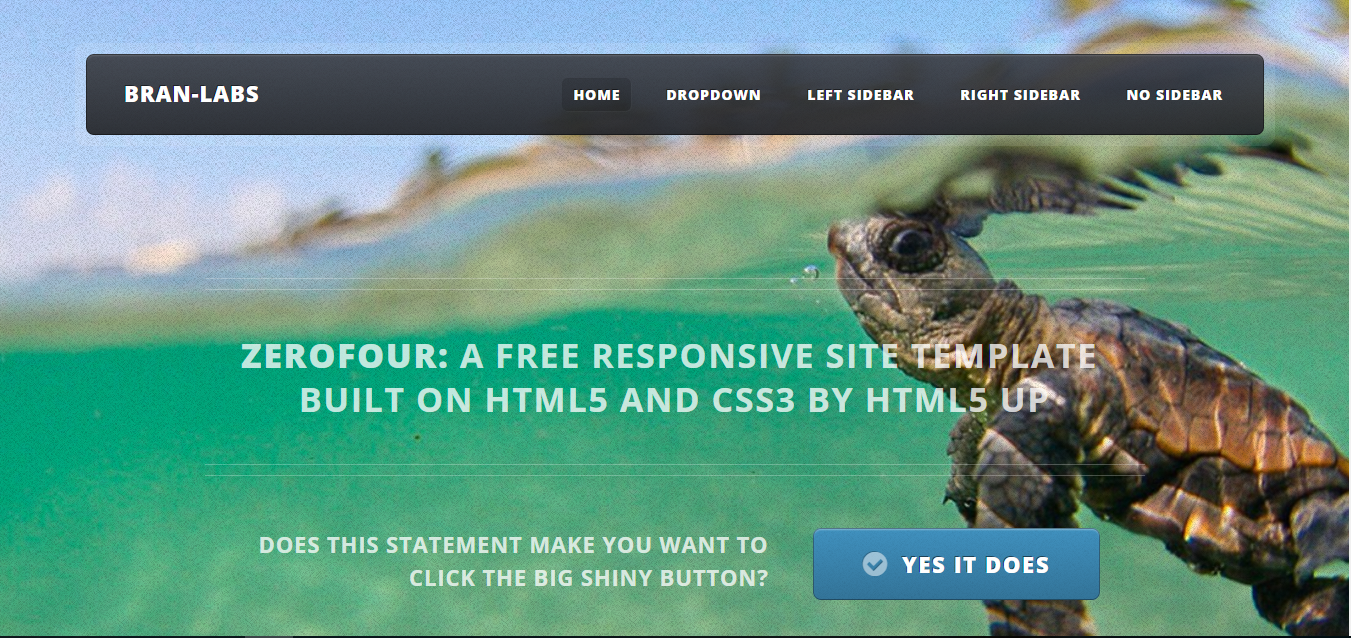 BRAN-LABS
HOME DROPDOWN LEFT SIDEBAR RIGHT SIDEBAR NO SIDEBAR
ZEROFOUR: A FREE RESPONSIVE SITE TEMPLATE
BUILT ON HTML5 AND CSS3 BY HTML5 UP
DOES THIS STATEMENT MAKE YOU WANT TO
CLICK THE BIG SHINY BUTTON?
YES IT DOES